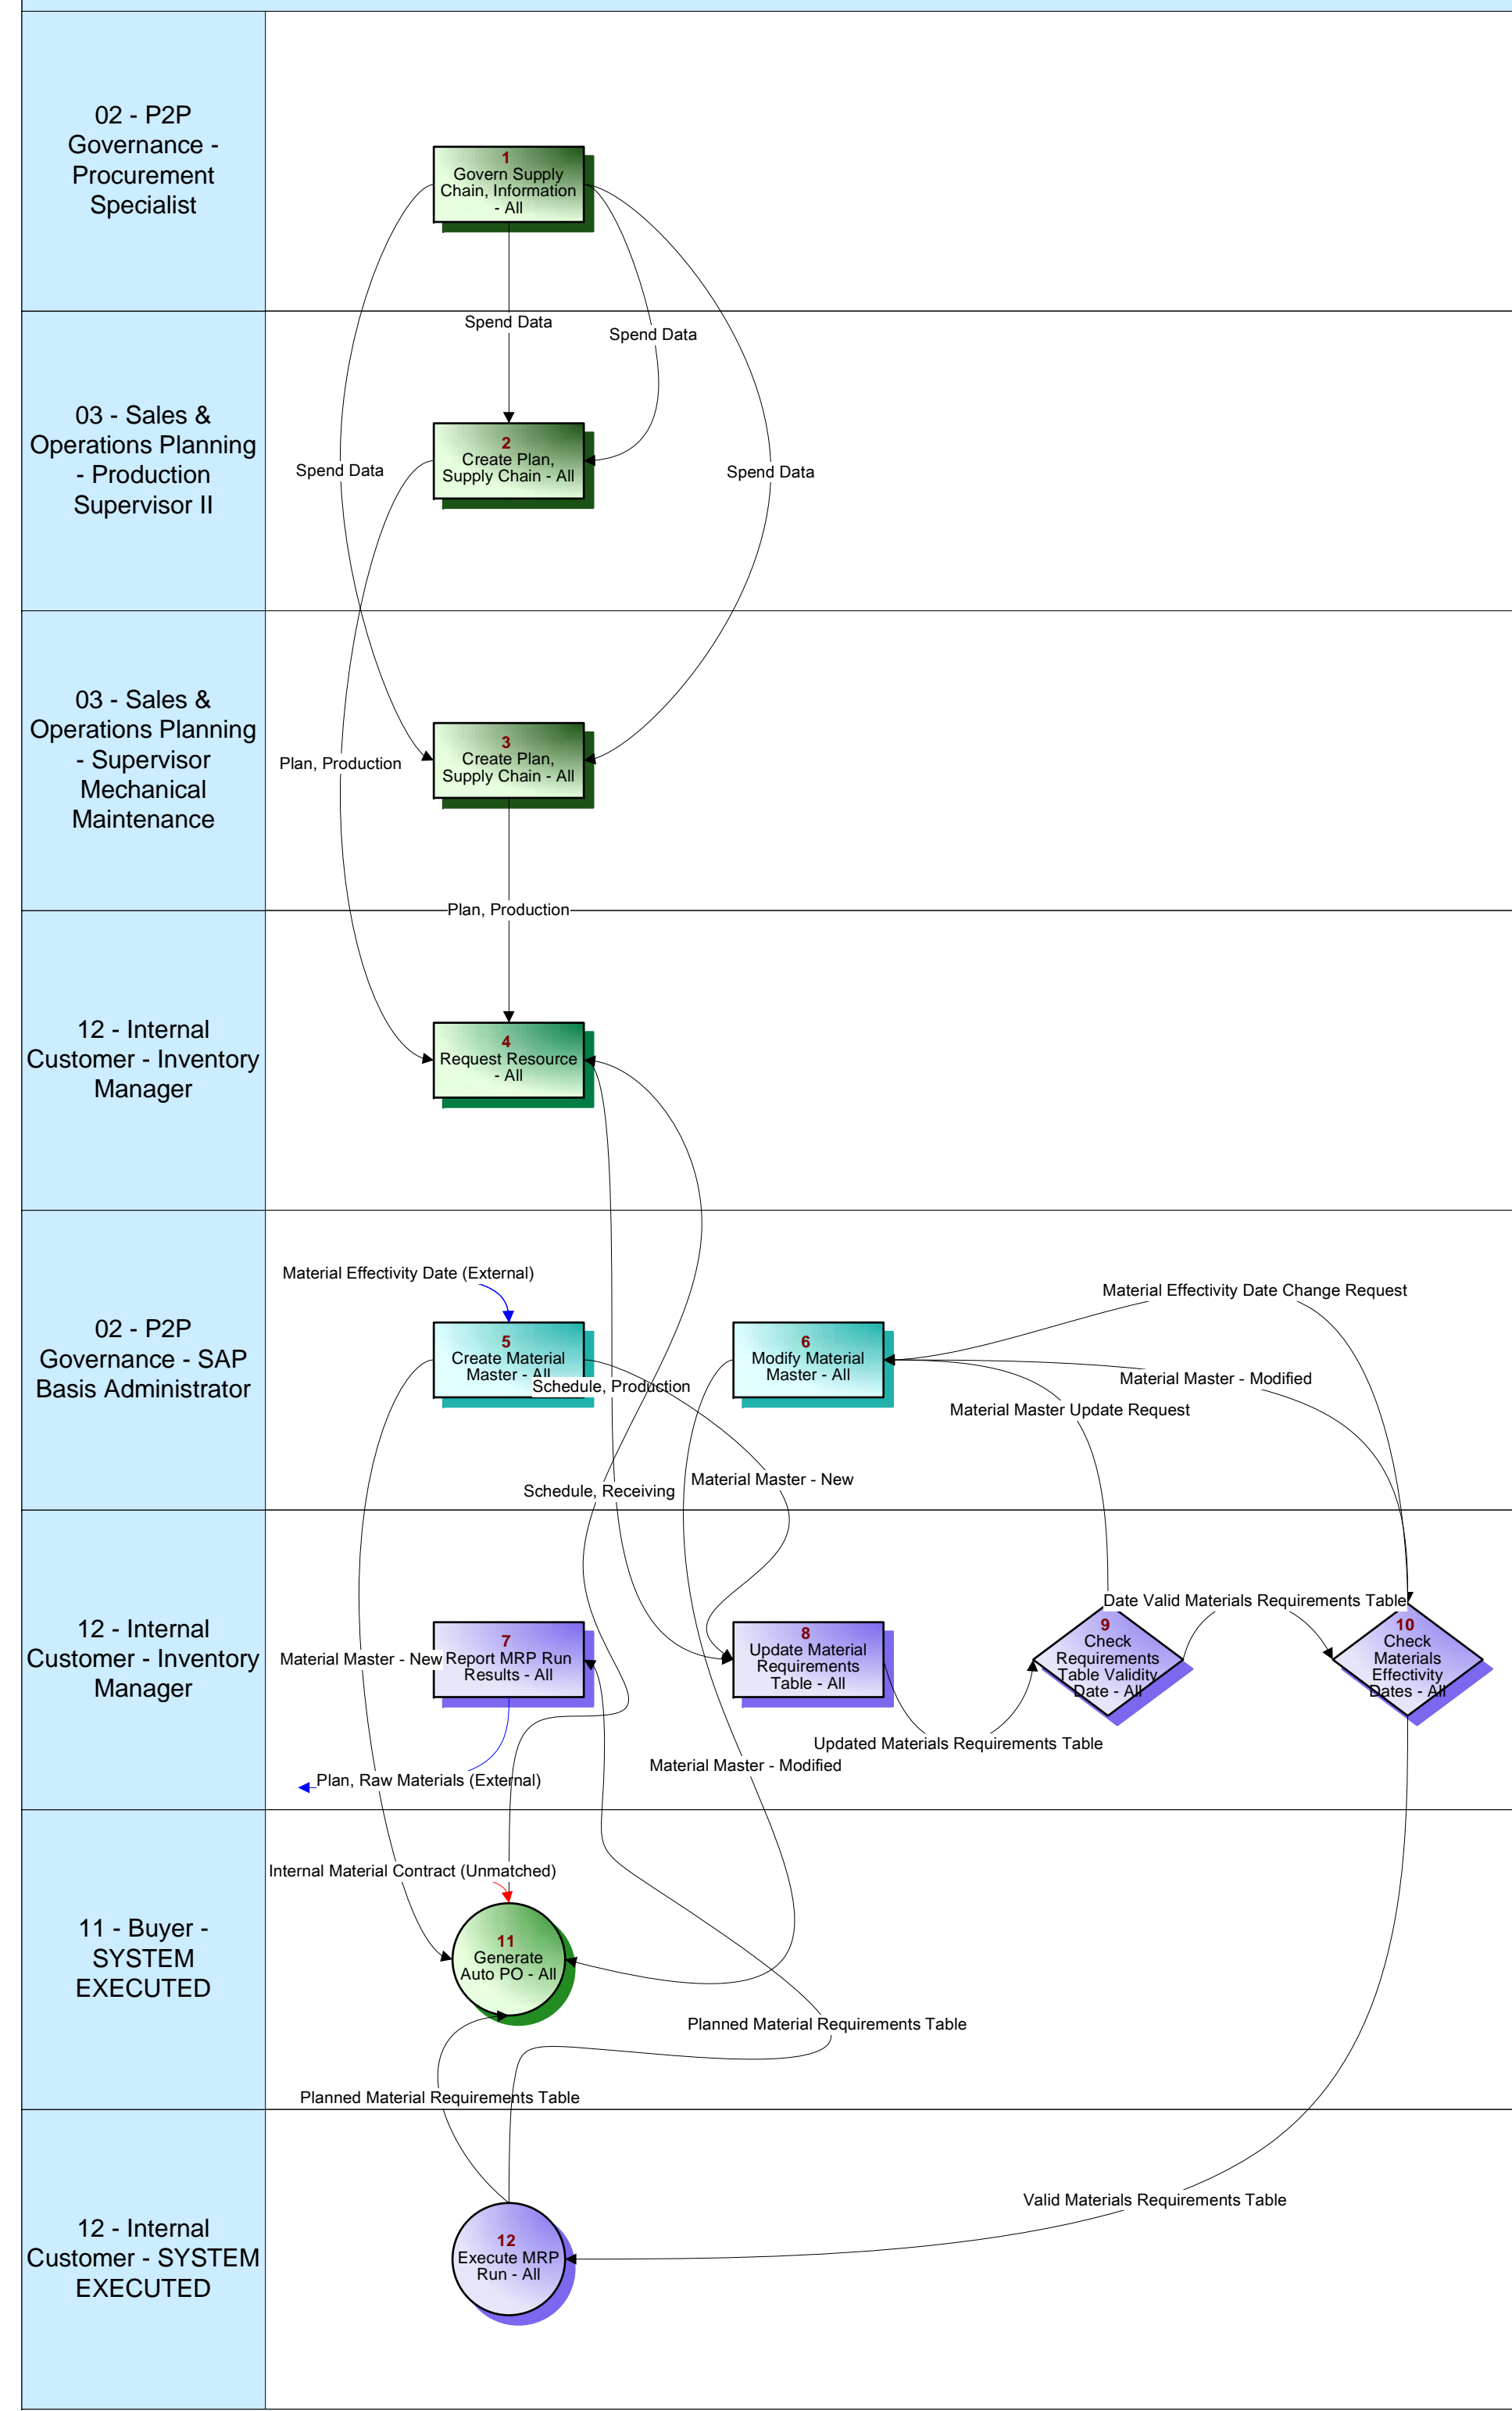 02 - P2P
Governance -
Procurement
Specialist
1
Govern Supply
Chain, Information
- All
Spend Data
Spend Data
Spend Data
Spend Data
03 - Sales &
Operations Planning
- Production
Supervisor II
2
Create Plan,
Supply Chain - All
03 - Sales &
Operations Planning
- Supervisor
Mechanical
Maintenance
3
Create Plan,
Supply Chain - All
Plan, Production
Plan, Production
12 - Internal
Customer - Inventory
Manager
4
Request Resource
- All
02 - P2P
Governance - SAP
Basis Administrator
Material Effectivity Date (External)
5
Create Material
Master - All
6
Modify Material
Master - All
Material Effectivity Date Change Request
Material Master - Modified
Material Master Update Request
Schedule, Production
Schedule, Receiving
Material Master - New
12 - Internal
Customer - Inventory
Manager
Material Master - New
7
Report MRP Run
Results - All
8
Update Material
Requirements
Table - All
9
Check
Requirements
Table Validity
Date - All
Date Valid Materials Requirements Table
10
Check
Materials
Effectivity
Dates - All
Updated Materials Requirements Table
Material Master - Modified
Plan, Raw Materials (External)
11 - Buyer -
SYSTEM
EXECUTED
Internal Material Contract (Unmatched)
11
Generate
Auto PO - All
Planned Material Requirements Table
Planned Material Requirements Table
12 - Internal
Customer - SYSTEM
EXECUTED
12
Execute MRP
Run - All
Valid Materials Requirements Table